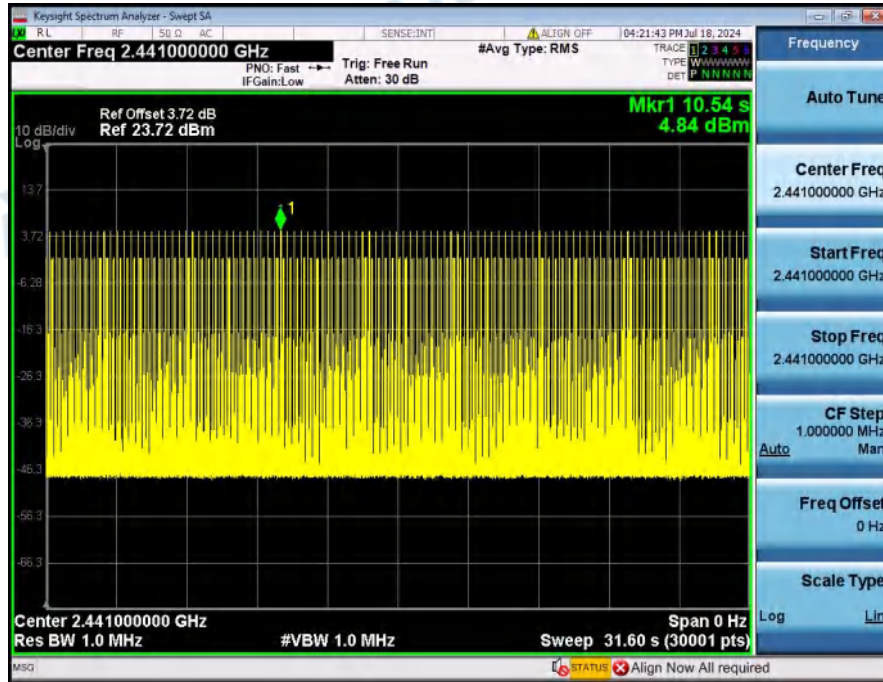 Keysight Spectrum Analyzer - Swept SA
RL RF 50 Ω AC SENSE:INT ALIGN OFF 04:21:43 PM Jul 18, 2024
Center Freq 2.441000000 GHz #Avg Type: RMS TRACE 1 2 3 4 5 6
PNO: Fast Trig: Free Run TYPE W
IFGain:Low Atten: 30 dB DET P N N N N N
Ref Offset 3.72 dB Mkr1 10.54 s
10 dB/div Ref 23.72 dBm 4.84 dBm
Log
1
13.7
3.72
-6.28
-16.3
-26.3
-36.3
-46.3
-56.3
-66.3
Center 2.441000000 GHz Span 0 Hz
Res BW 1.0 MHz #VBW 1.0 MHz Sweep 31.60 s (30001 pts)
MSG STATUS Align Now All required
Frequency
Auto Tune
Center Freq
2.441000000 GHz
Start Freq
2.441000000 GHz
Stop Freq
2.441000000 GHz
CF Step
1.000000 MHz
Auto Man
Freq Offset
0 Hz
Scale Type
Log Lin